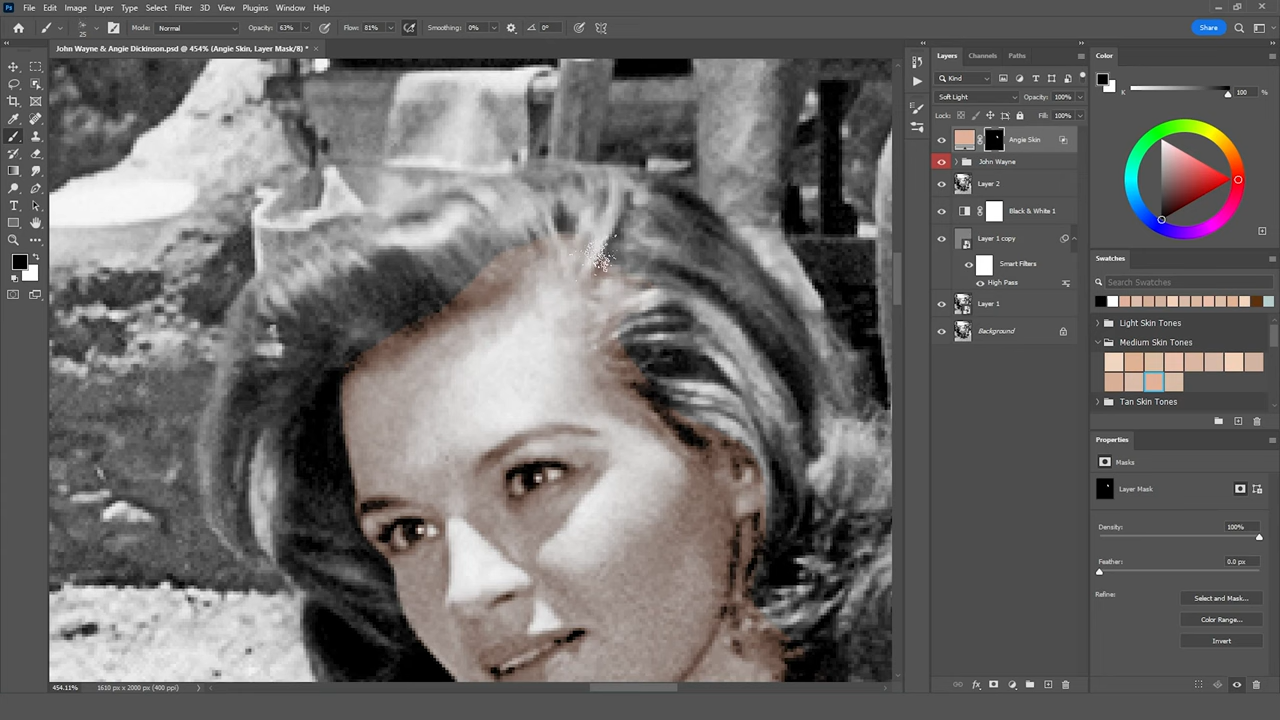 File Edit Image Layer Type Select Filter 3D View Plugins Window Help
25 Mode: Normal Opacity: 63% Flow: 81% Smoothing: 0% 0° Share
John Wayne & Angie Dickinson.psd @ 454% (Angie Skin, Layer Mask/8) *
Layers Channels Paths
Kind
Soft Light Opacity: 100%
Lock: Fill: 100%
Angie Skin
John Wayne
Layer 2
Black & White 1
Layer 1 copy
Smart Filters
High Pass
Layer 1
Background
Color
K 100 %
Swatches
Search Swatches
Light Skin Tones
Medium Skin Tones
Tan Skin Tones
Properties
Masks
Layer Mask
Density: 100%
Feather: 0.0 px
Refine: Select and Mask...
Color Range...
Invert
454.11% 1610 px x 2000 px (400 ppi)